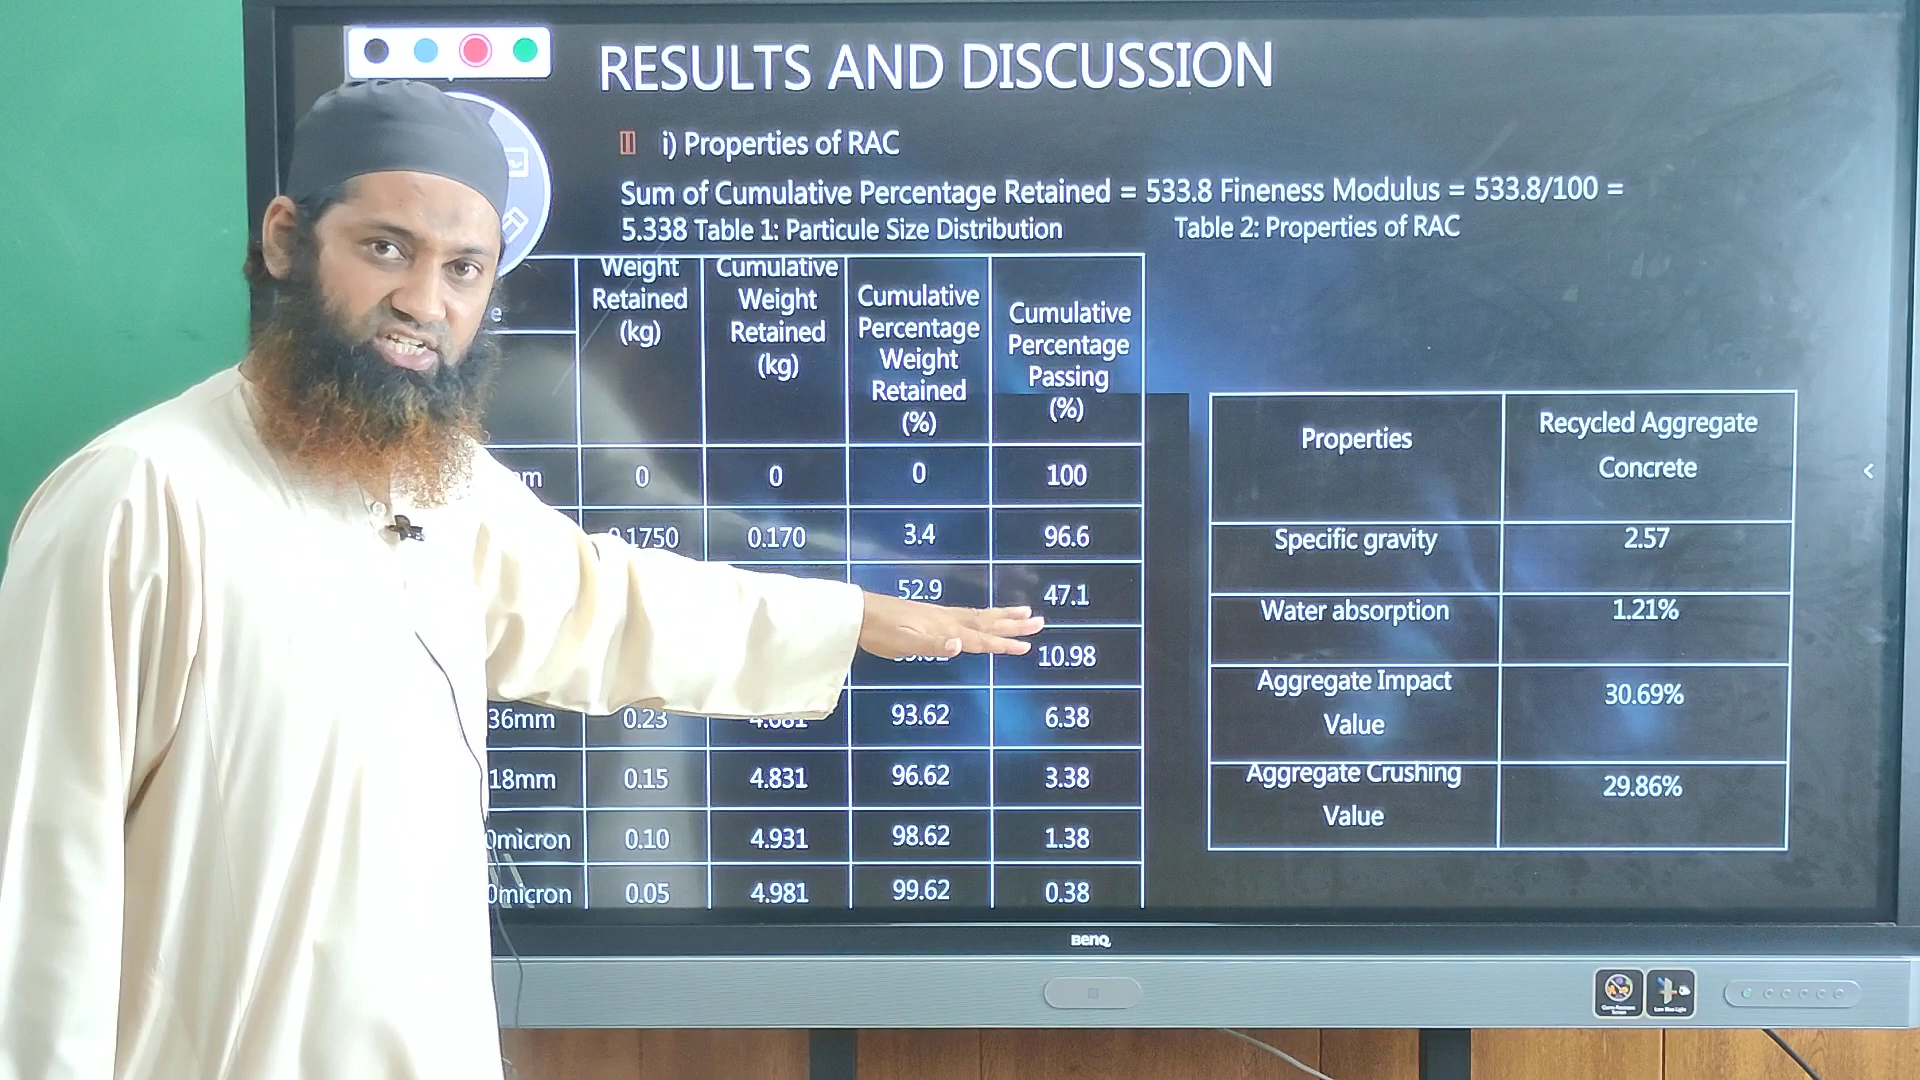 RESULTS AND DISCUSSION
i) Properties of RAC
Sum of Cumulative Percentage Retained = 533.8 Fineness Modulus = 533.8/100 =
5.338 Table 1: Particule Size Distribution
Table 2: Properties of RAC
Weight Retained (kg)
Cumulative Weight Retained (kg)
Cumulative Percentage Weight Retained (%)
Cumulative Percentage Passing (%)
0 0 0 100
0.1750 0.170 3.4 96.6
52.9 47.1
10.98
36mm 0.23 93.62 6.38
18mm 0.15 4.831 96.62 3.38
0micron 0.10 4.931 98.62 1.38
0micron 0.05 4.981 99.62 0.38
Properties Recycled Aggregate Concrete
Specific gravity 2.57
Water absorption 1.21%
Aggregate Impact Value 30.69%
Aggregate Crushing Value 29.86%
BenQ